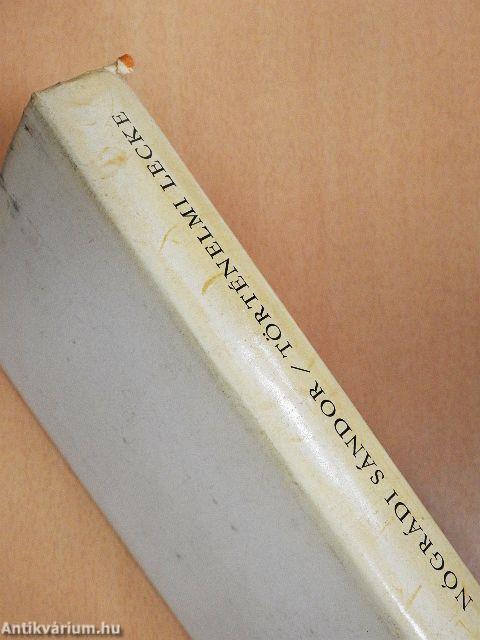 NÓGRÁDI SÁNDOR / TÖRTÉNELMI LECKE
Antikvárium.hu